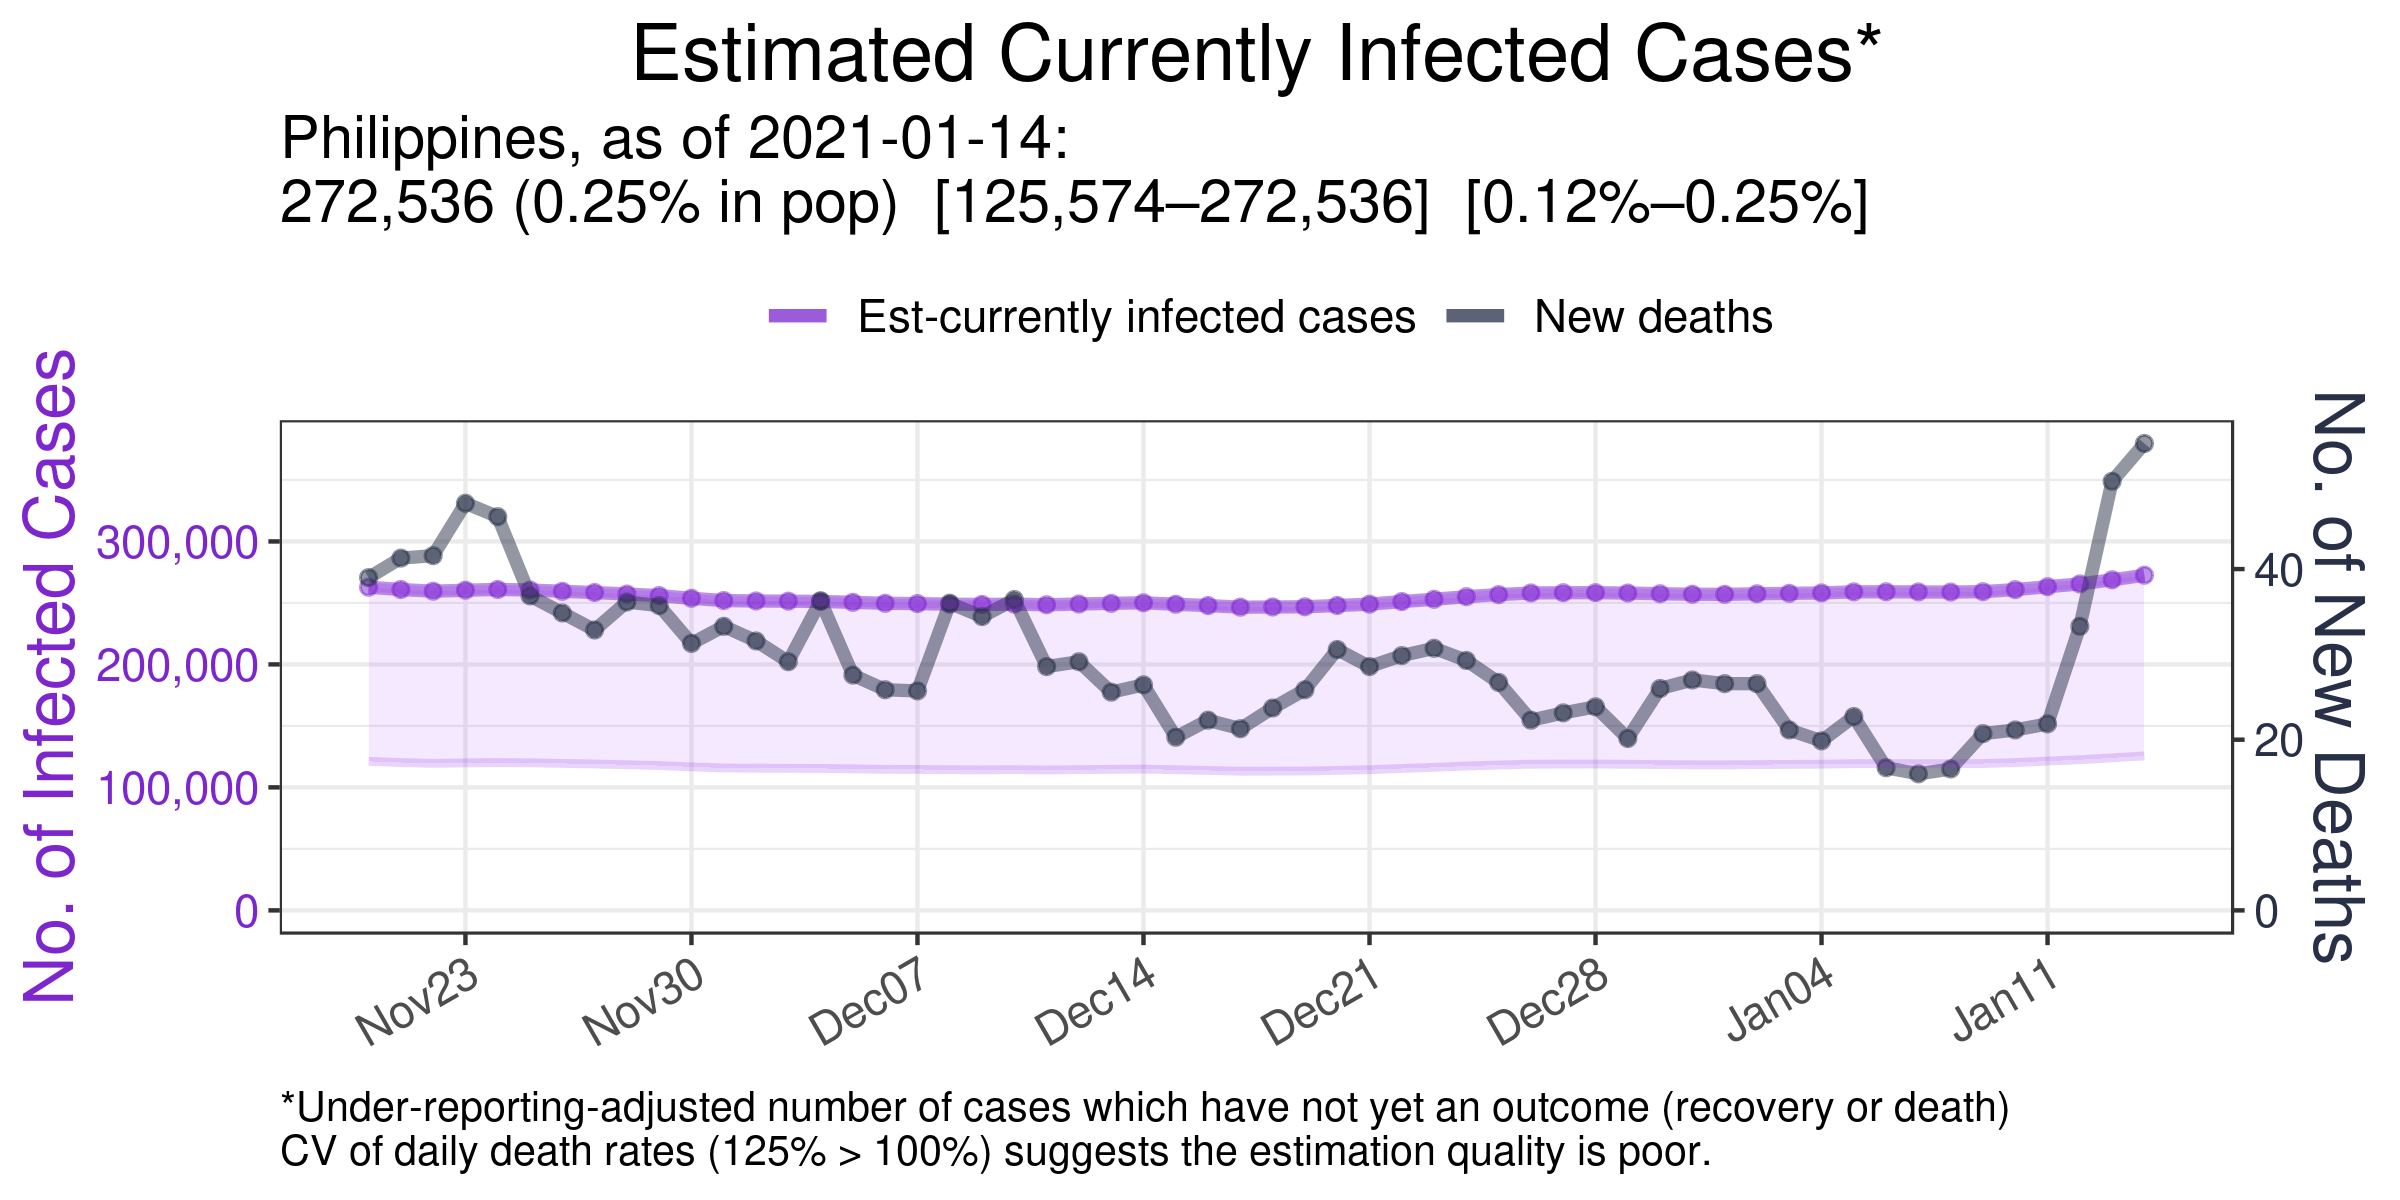 Estimated Currently Infected Cases*
Philippines, as of 2021-01-14:
272,536 (0.25% in pop)  [125,574–272,536]  [0.12%–0.25%]
Est-currently infected cases
New deaths
No. of Infected Cases
300,000
200,000
100,000
0
No. of New Deaths
40
20
0
Nov23
Nov30
Dec07
Dec14
Dec21
Dec28
Jan04
Jan11
*Under-reporting-adjusted number of cases which have not yet an outcome (recovery or death)
CV of daily death rates (125% > 100%) suggests the estimation quality is poor.